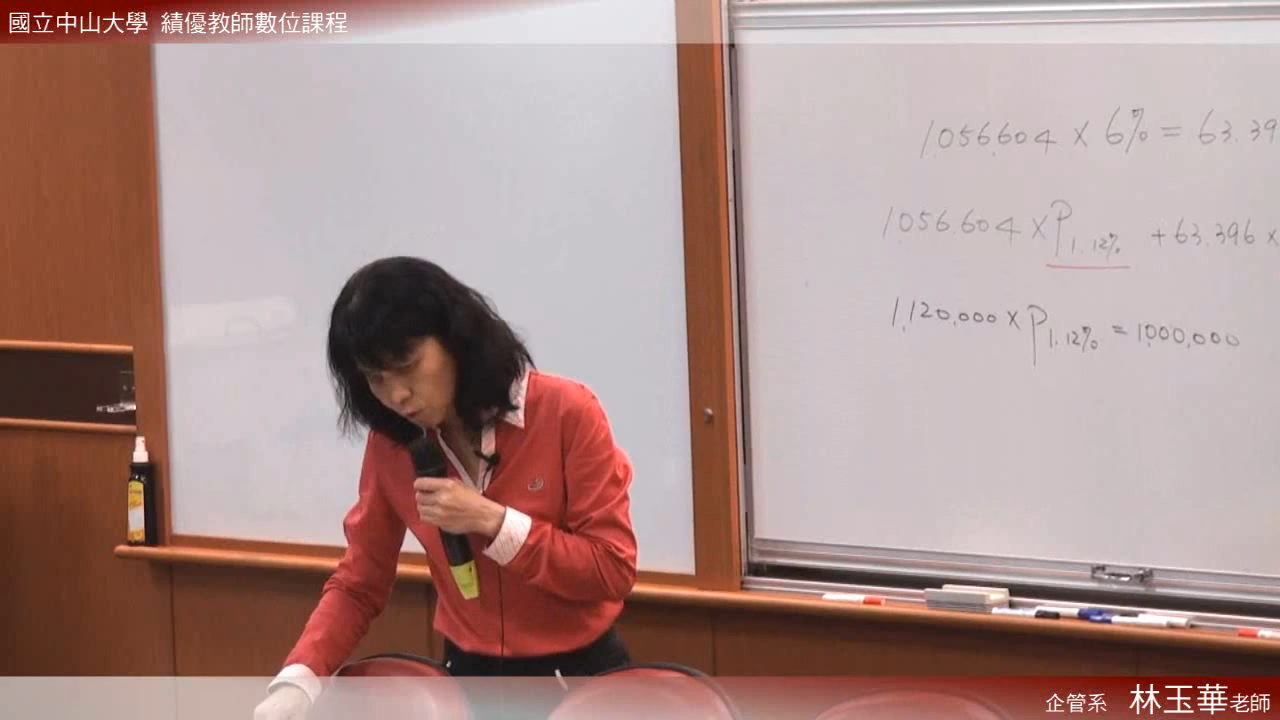 國立中山大學 績優教師數位課程
1,056,604 × 6% = 63,39
1,056,604 × P1, 12% + 63,396 ×
1,120,000 × P1, 12% = 1,000,000
企管系 林玉華老師